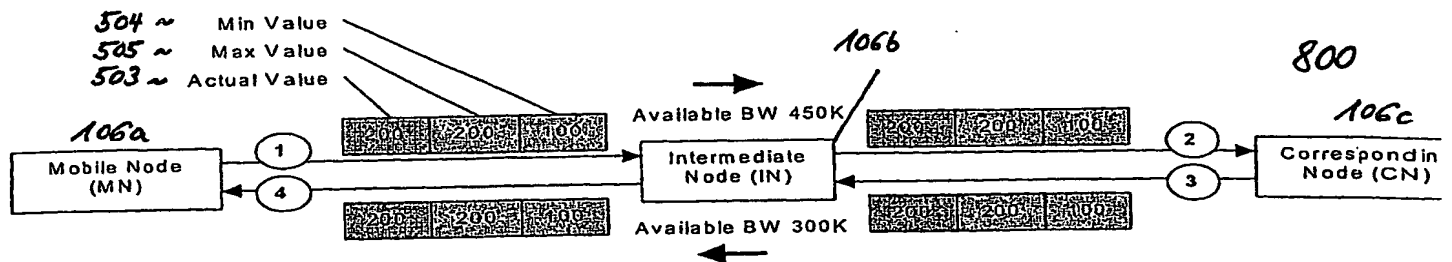 504 ~ Min Value
505 ~ Max Value
503 ~ Actual Value
106b
800
106a
106c
Available BW 450K
200 200 100
200 200 100
1
2
Mobile Node
(MN)
Intermediate
Node (IN)
Correspondin
Node (CN)
4
3
200 200 100
200 200 100
Available BW 300K